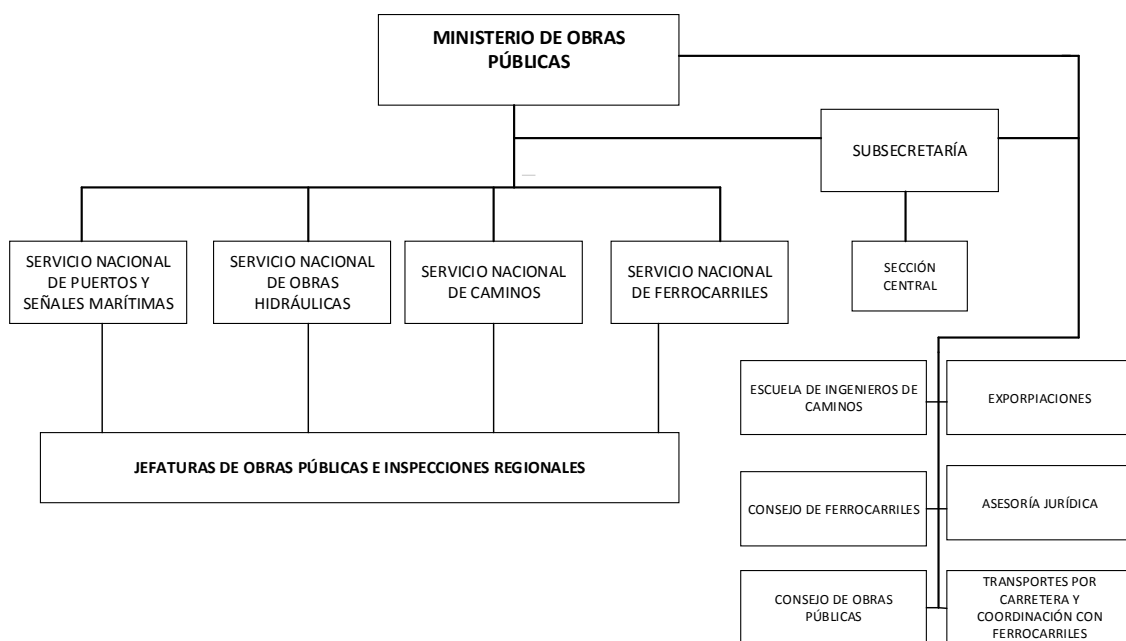 MINISTERIO DE OBRAS
PÚBLICAS
SUBSECRETARÍA
SERVICIO NACIONAL
DE PUERTOS Y
SEÑALES MARÍTIMAS
SERVICIO NACIONAL
DE OBRAS
HIDRÁULICAS
SERVICIO NACIONAL
DE CAMINOS
SERVICIO NACIONAL
DE FERROCARRILES
SECCIÓN
CENTRAL
JEFATURAS DE OBRAS PÚBLICAS E INSPECCIONES REGIONALES
ESCUELA DE INGENIEROS DE
CAMINOS
EXPORPIACIONES
CONSEJO DE FERROCARRILES
ASESORÍA JURÍDICA
CONSEJO DE OBRAS
PÚBLICAS
TRANSPORTES POR
CARRETERA Y
COORDINACIÓN CON
FERROCARRILES